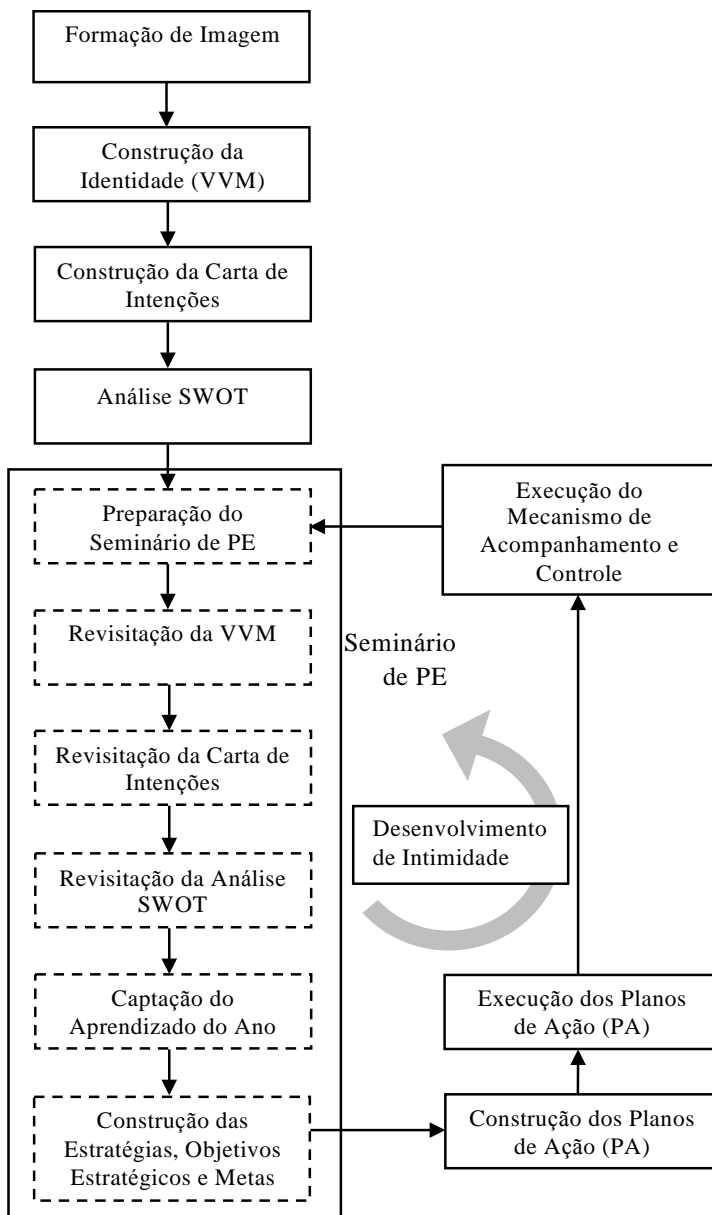 Formação de Imagem
Construção da
Identidade (VVM)
Construção da Carta de
Intenções
Análise SWOT
Preparação do
Seminário de PE
Revisitação da VVM
Revisitação da Carta de
Intenções
Revisitação da Análise
SWOT
Captação do
Aprendizado do Ano
Construção das
Estratégias, Objetivos
Estratégicos e Metas
Seminário
de PE
Construção dos Planos
de Ação (PA)
Execução dos Planos
de Ação (PA)
Execução do
Mecanismo de
Acompanhamento e
Controle
Desenvolvimento
de Intimidade